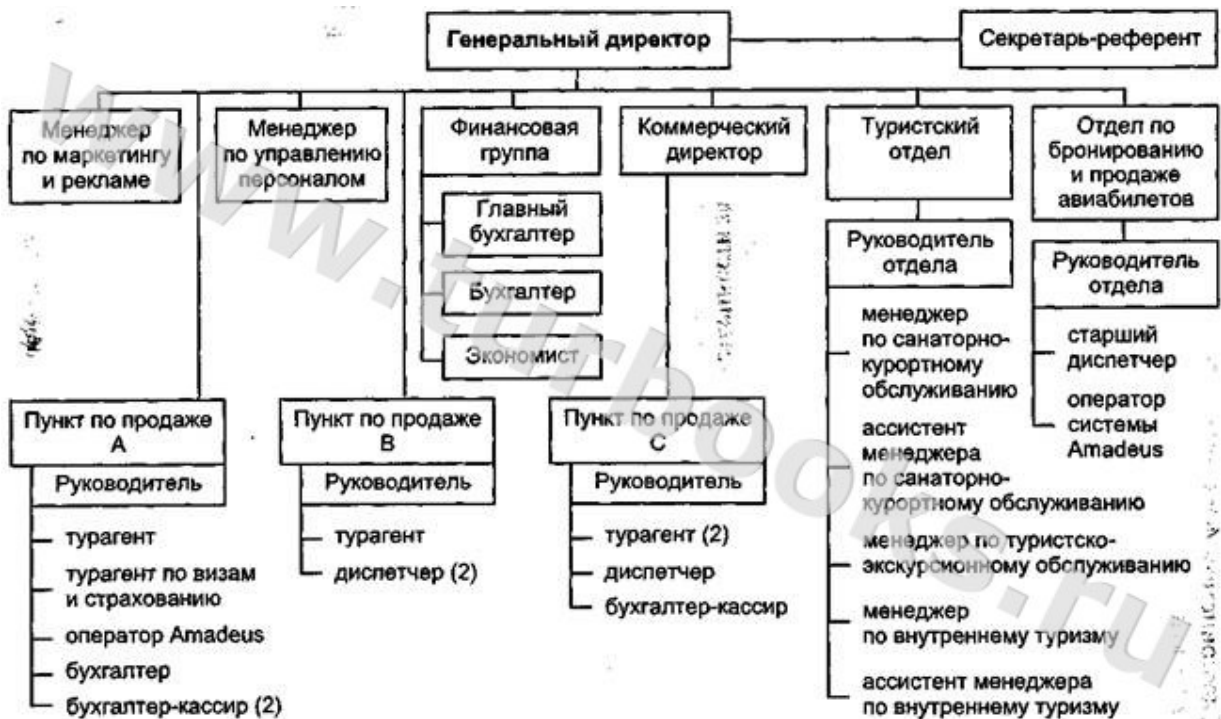 Генеральный директор
Секретарь-референт
Менеджер
по маркетингу
и рекламе
Менеджер
по управлению
персоналом
Финансовая
группа
Главный
бухгалтер
Бухгалтер
Экономист
Коммерческий
директор
Туристский
отдел
Руководитель
отдела
менеджер
по санаторно-
курортному
обслуживанию
ассистент
менеджера
по санаторно-
курортному обслуживанию
менеджер по туристско-
экскурсионному обслуживанию
менеджер
по внутреннему туризму
ассистент менеджера
по внутреннему туризму
Отдел по
бронированию
и продаже
авиабилетов
Руководитель
отдела
старший
диспетчер
оператор
системы
Amadeus
Пункт по продаже
А
Руководитель
турагент
турагент по визам
и страхованию
оператор Amadeus
бухгалтер
бухгалтер-кассир (2)
Пункт по продаже
В
Руководитель
турагент
диспетчер (2)
Пункт по продаже
С
Руководитель
турагент (2)
диспетчер
бухгалтер-кассир
www.turbooks.ru